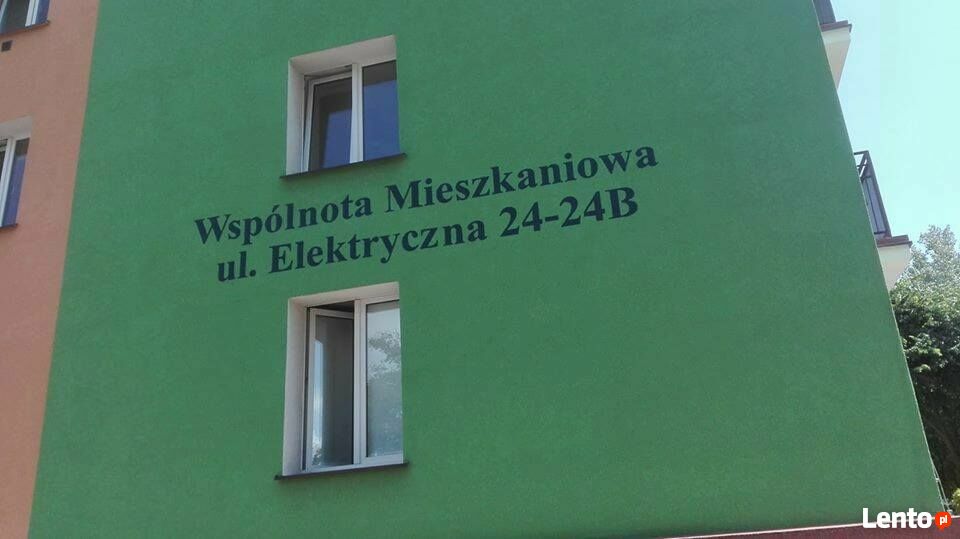 Wspólnota Mieszkaniowa
ul. Elektryczna 24-24B
Lento.pl